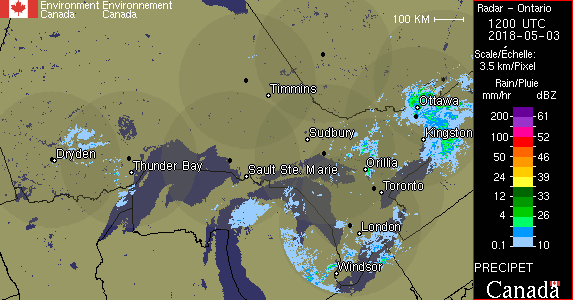 Environment Environnement
Canada Canada
100 KM
Timmins
Ottawa
Sudbury
Kingston
Dryden
Thunder Bay
Sault Ste. Marie
Orillia
Toronto
London
Windsor
Radar - Ontario
1200 UTC
2018-05-03
Scale/Échelle:
3.5 km/Pixel
Rain/Pluie
mm/hr dBZ
200 61
100 52
50 46
24 39
12 33
4 26
0.1 10
PRECIPET
Canada